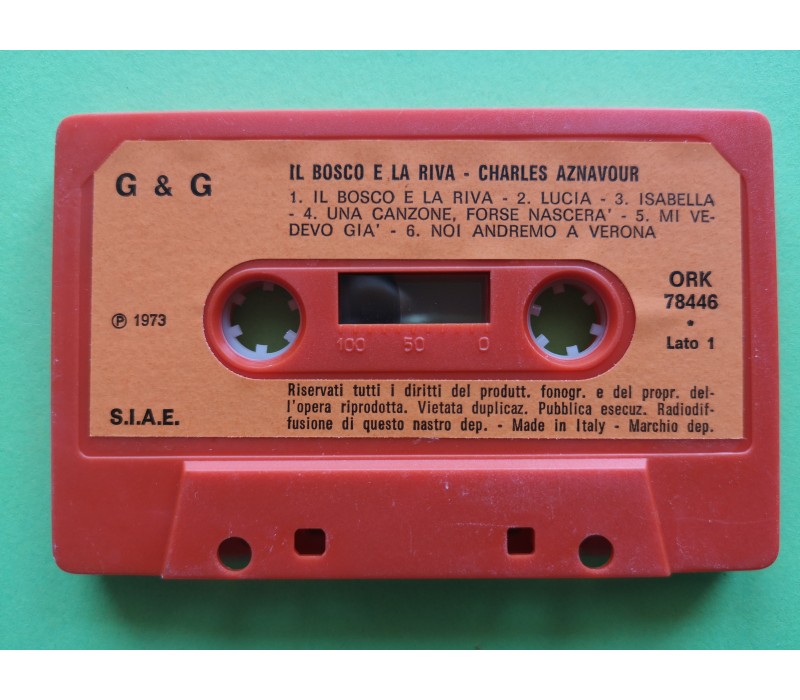 G & G
IL BOSCO E LA RIVA - CHARLES AZNAVOUR
1. IL BOSCO E LA RIVA - 2. LUCIA - 3. ISABELLA
- 4. UNA CANZONE, FORSE NASCERA' - 5. MI VE-
DEVO GIA' - 6. NOI ANDREMO A VERONA
℗ 1973
ORK
78446
•
Lato 1
100 50 0
S.I.A.E.
Riservati tutti i diritti del produtt. fonogr. e del propr. del-
l'opera riprodotta. Vietata duplicaz. Pubblica esecuz. Radiodif-
fusione di questo nastro dep. - Made in Italy - Marchio dep.